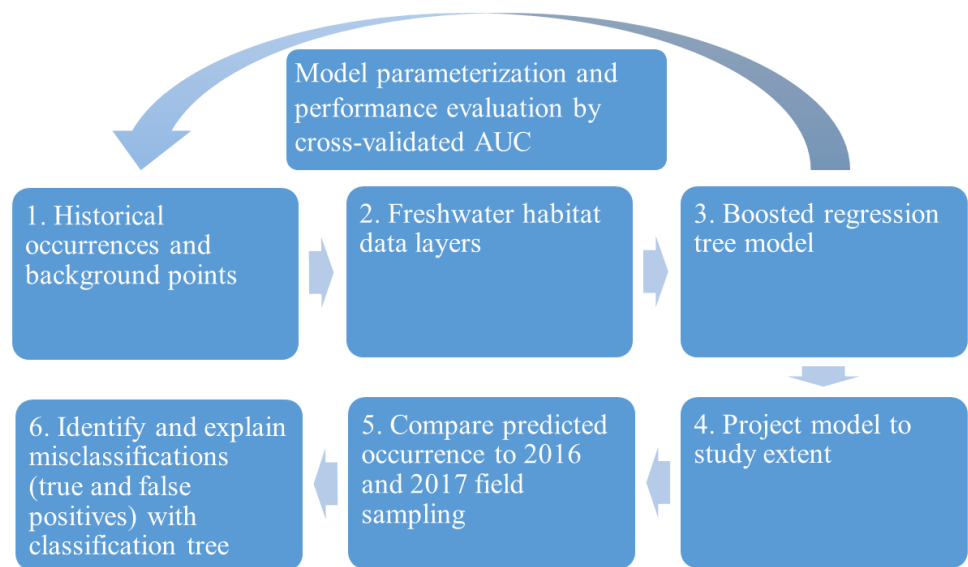 Model parameterization and
performance evaluation by
cross-validated AUC
1. Historical
occurrences and
background points
2. Freshwater habitat
data layers
3. Boosted regression
tree model
4. Project model to
study extent
5. Compare predicted
occurrence to 2016
and 2017 field
sampling
6. Identify and explain
misclassifications
(true and false
positives) with
classification tree